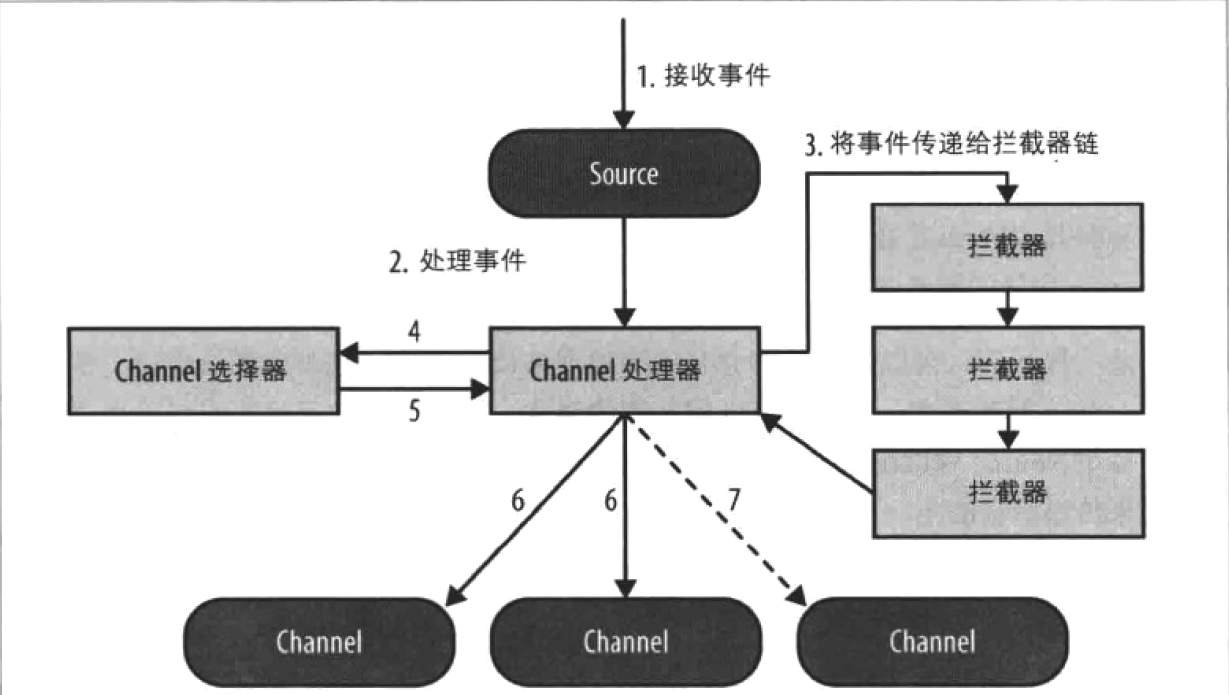 1. 接收事件
3. 将事件传递给拦截器链
Source
拦截器
2. 处理事件
4
Channel 选择器
Channel 处理器
拦截器
5
拦截器
6
6
7
Channel
Channel
Channel